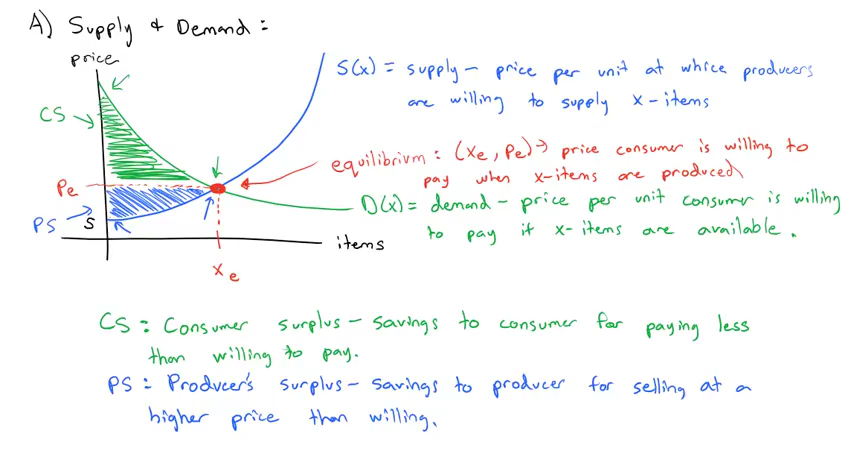 A) Supply & Demand :
price
CS
Pe
PS
S
items
xe
S(x) = supply - price per unit at which producers
are willing to supply x-items
equilibrium : (xe, Pe) → price consumer is willing to
pay when x-items are produced
D(x) = demand - price per unit consumer is willing
to pay if x-items are available.
CS : Consumer surplus - savings to consumer for paying less
than willing to pay.
PS : Producer's surplus - savings to producer for selling at a
higher price than willing.